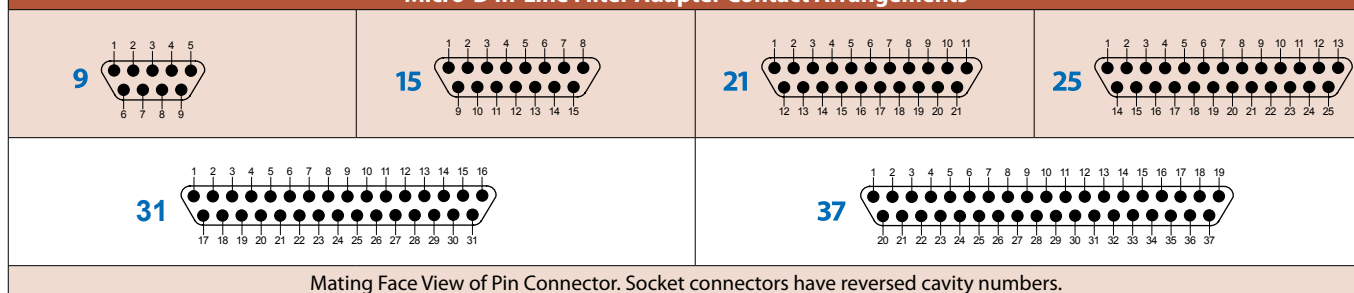 Micro-D In-Line Filter Adapter Contact Arrangements
1 2 3 4 5
9
6 7 8 9
1 2 3 4 5 6 7 8
15
9 10 11 12 13 14 15
1 2 3 4 5 6 7 8 9 10 11
21
12 13 14 15 16 17 18 19 20 21
1 2 3 4 5 6 7 8 9 10 11 12 13
25
14 15 16 17 18 19 20 21 22 23 24 25
1 2 3 4 5 6 7 8 9 10 11 12 13 14 15 16
31
17 18 19 20 21 22 23 24 25 26 27 28 29 30 31
1 2 3 4 5 6 7 8 9 10 11 12 13 14 15 16 17 18 19
37
20 21 22 23 24 25 26 27 28 29 30 31 32 33 34 35 36 37
Mating Face View of Pin Connector. Socket connectors have reversed cavity numbers.